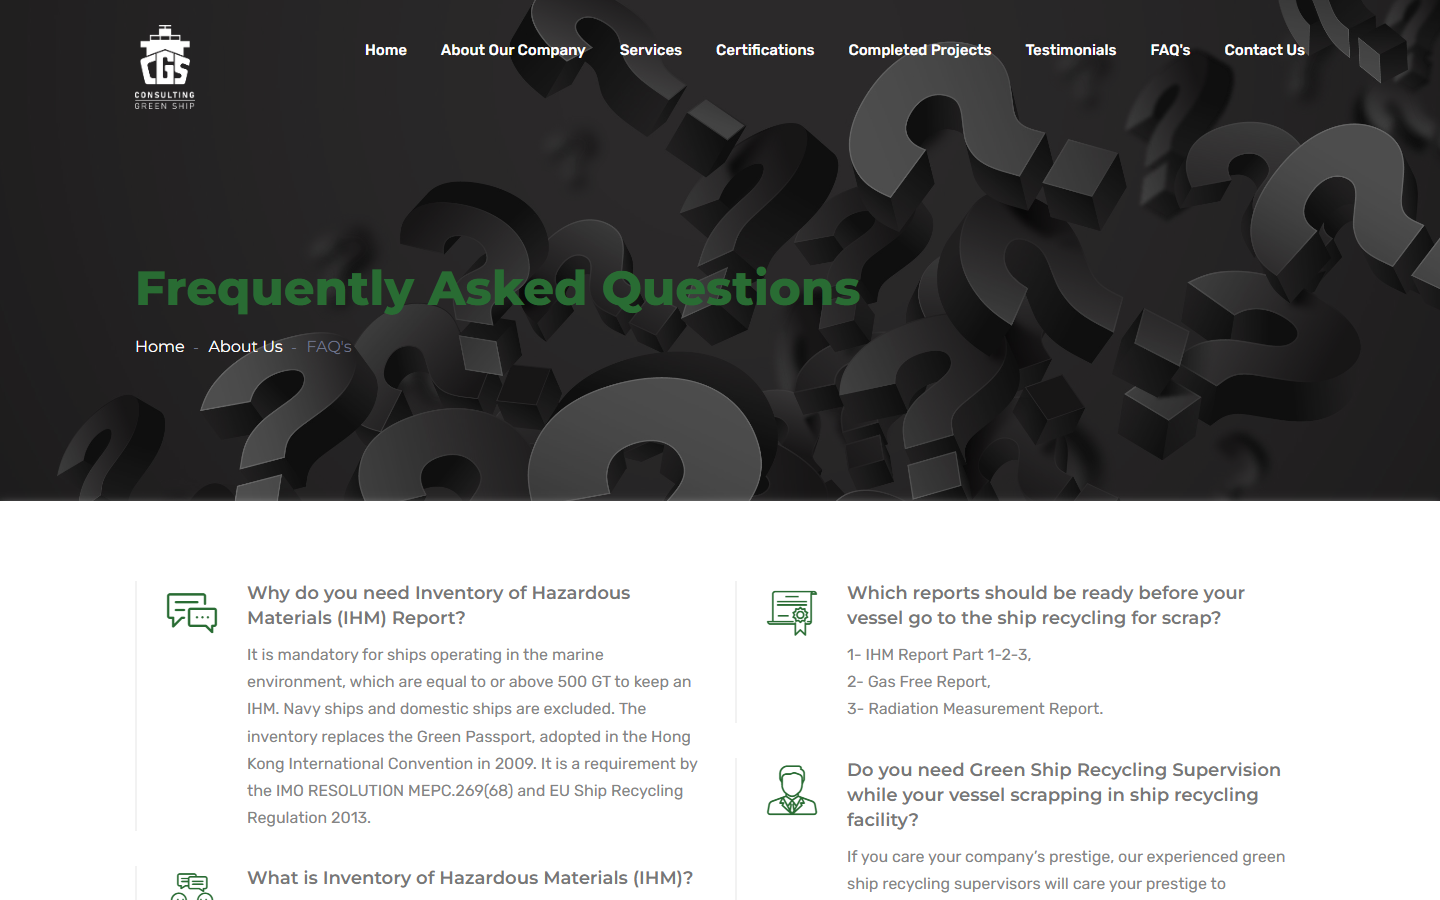 CGS
CONSULTING
GREEN SHIP
Home
About Our Company
Services
Certifications
Completed Projects
Testimonials
FAQ's
Contact Us
Frequently Asked Questions
Home - About Us - FAQ's
Why do you need Inventory of Hazardous
Materials (IHM) Report?
It is mandatory for ships operating in the marine
environment, which are equal to or above 500 GT to keep an
IHM. Navy ships and domestic ships are excluded. The
inventory replaces the Green Passport, adopted in the Hong
Kong International Convention in 2009. It is a requirement by
the IMO RESOLUTION MEPC.269(68) and EU Ship Recycling
Regulation 2013.
What is Inventory of Hazardous Materials (IHM)?
Which reports should be ready before your
vessel go to the ship recycling for scrap?
1- IHM Report Part 1-2-3,
2- Gas Free Report,
3- Radiation Measurement Report.
Do you need Green Ship Recycling Supervision
while your vessel scrapping in ship recycling
facility?
If you care your company’s prestige, our experienced green
ship recycling supervisors will care your prestige to